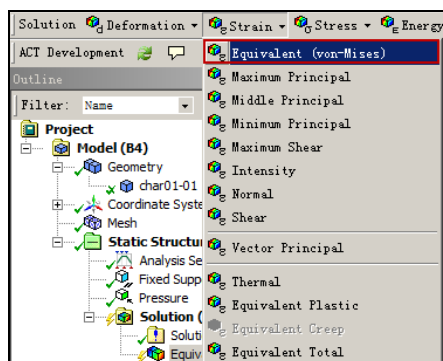 Solution Deformation Strain Stress Energy
ACT Development
Equivalent (von-Mises)
Outline
Maximum Principal
Filter: Name
Middle Principal
Project
Minimum Principal
Model (B4)
Maximum Shear
Geometry
Intensity
char01-01
Normal
Coordinate Syste
Shear
Mesh
Static Structu
Vector Principal
Analysis Se
Thermal
Fixed Supp
Equivalent Plastic
Pressure
Equivalent Creep
Solution (
Soluti
Equivalent Total
Equiv